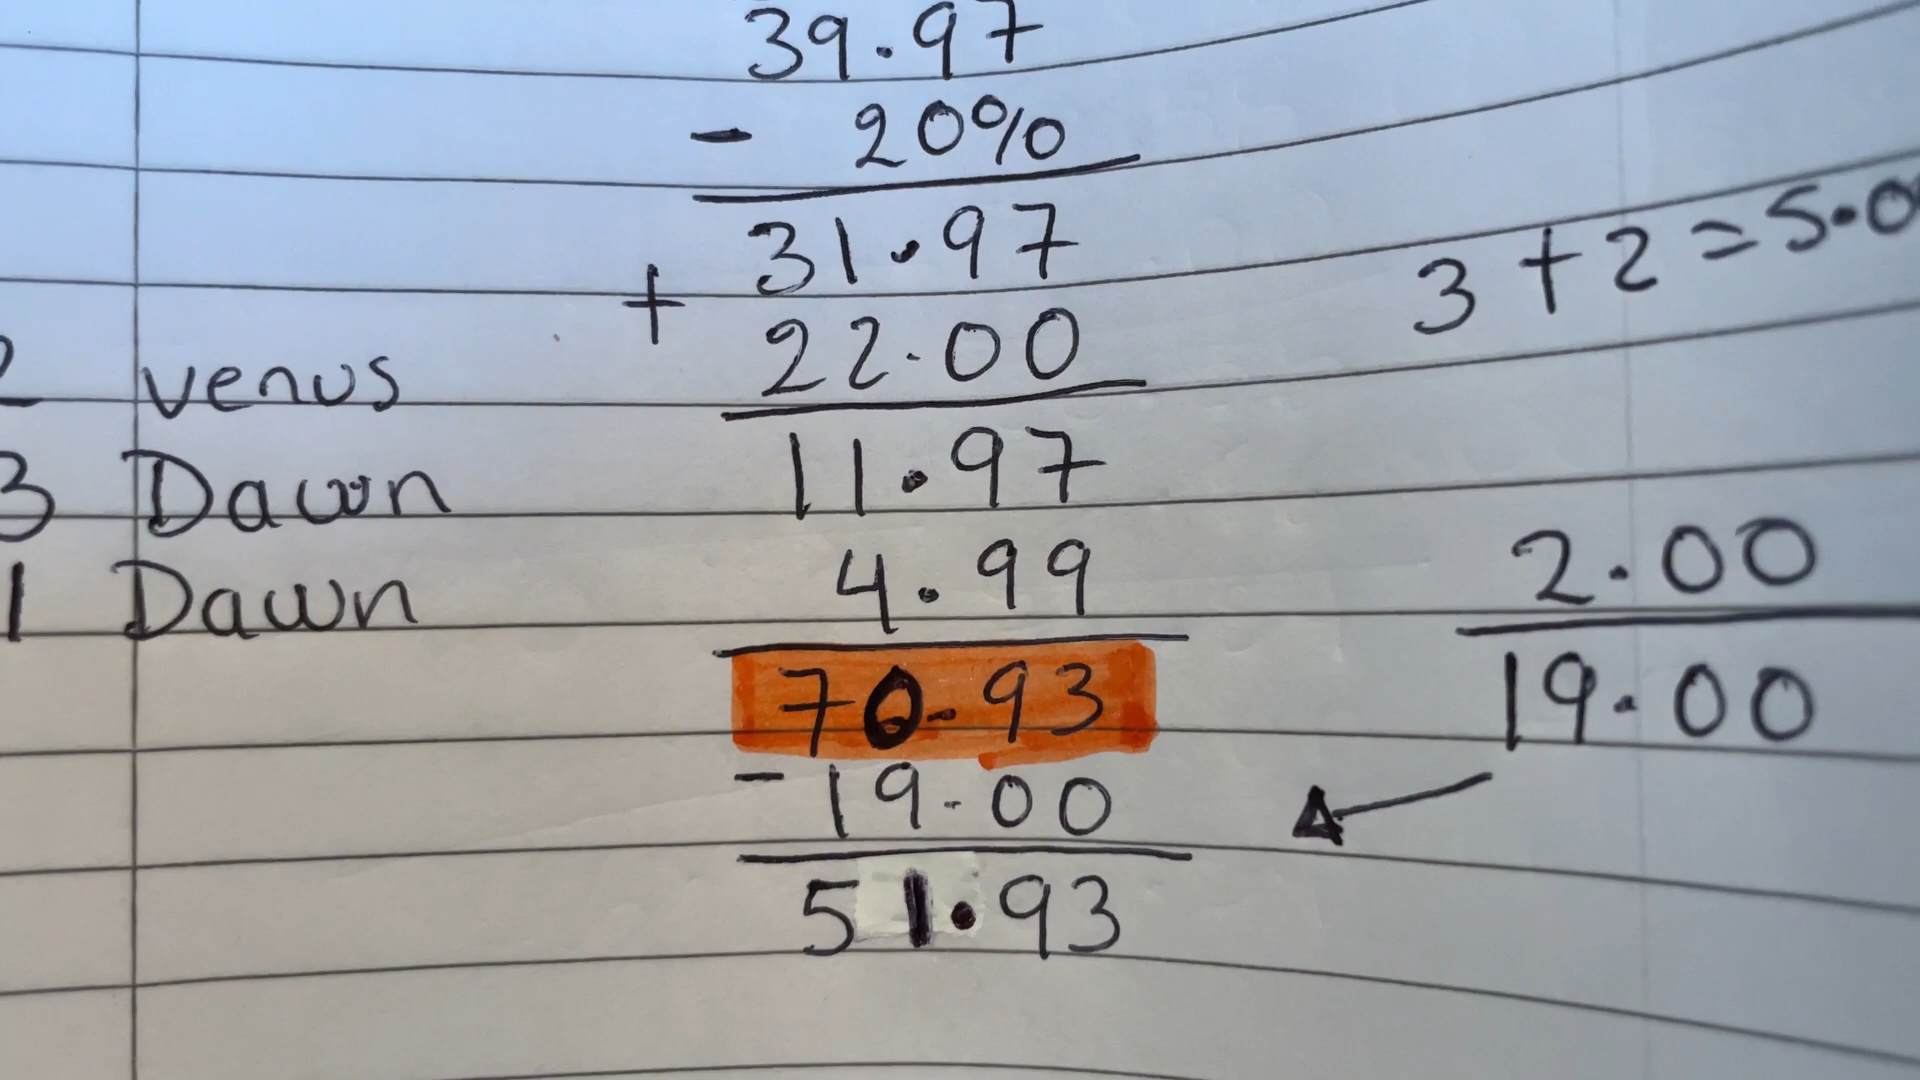 39.97
- 20%
31.97
+ 22.00
3 + 2 = 5.0
2 venus
11.97
3 Dawn
4.99
1 Dawn
2.00
70.93
19.00
- 19.00
51.93